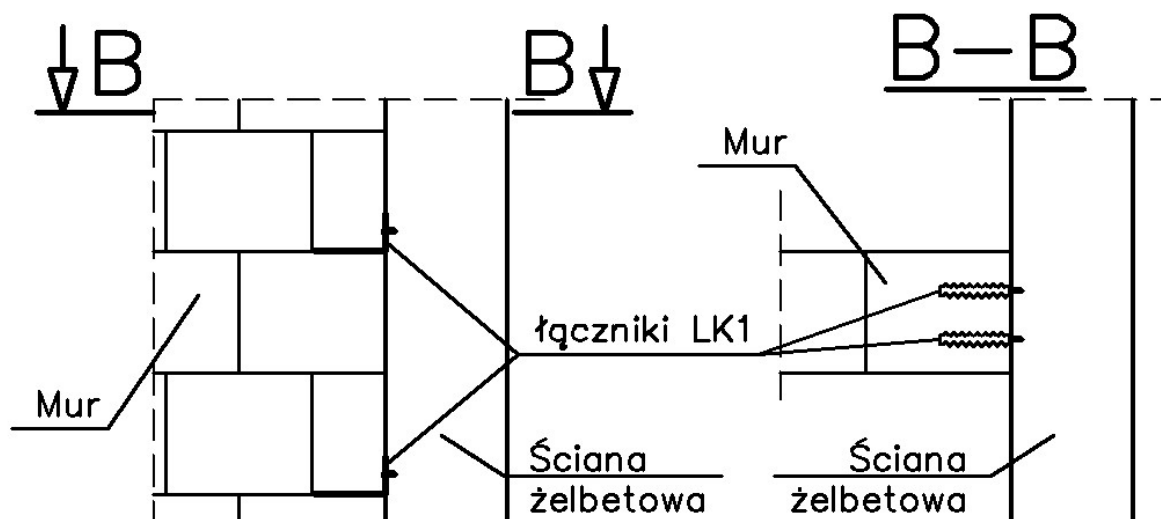 B
B
B–B
Mur
łączniki LK1
Mur
Ściana
żelbetowa
Ściana
żelbetowa